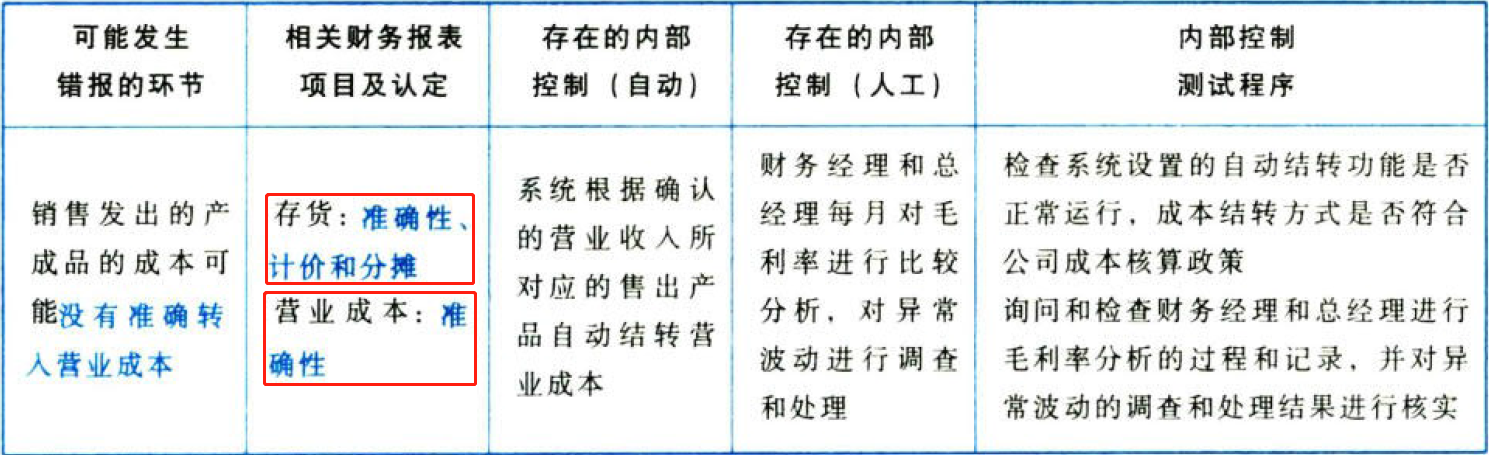 可能发生
错报的环节
相关财务报表
项目及认定
存在的内部
控制（自动）
存在的内部
控制（人工）
内部控制
测试程序
销售发出的产
成品的成本可
能没有准确转
入营业成本
存货：准确性、
计价和分摊
营业成本：准
确性
系统根据确认
的营业收入所
对应的售出产
品自动结转营
业成本
财务经理和总
经理每月对毛
利率进行比较
分析，对异常
波动进行调查
和处理
检查系统设置的自动结转功能是否
正常运行，成本结转方式是否符合
公司成本核算政策
询问和检查财务经理和总经理进行
毛利率分析的过程和记录，并对异
常波动的调查和处理结果进行核实